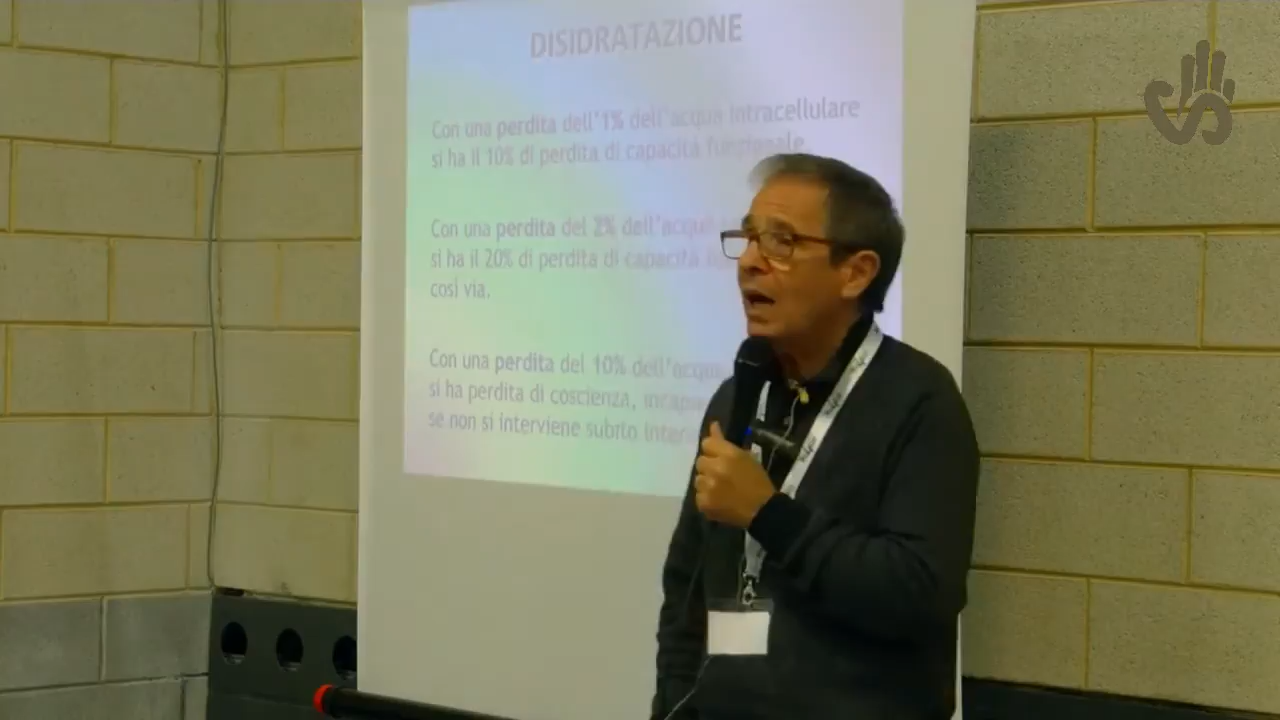 DISIDRATAZIONE
Con una perdita dell'1% dell'acqua intracellulare
si ha il 10% di perdita di capacità funzionale
Con una perdita del 2% dell'acqua
si ha il 20% di perdita di capacità
così via.
Con una perdita del 10% dell'acqua
si ha perdita di coscienza,
se non si interviene subito